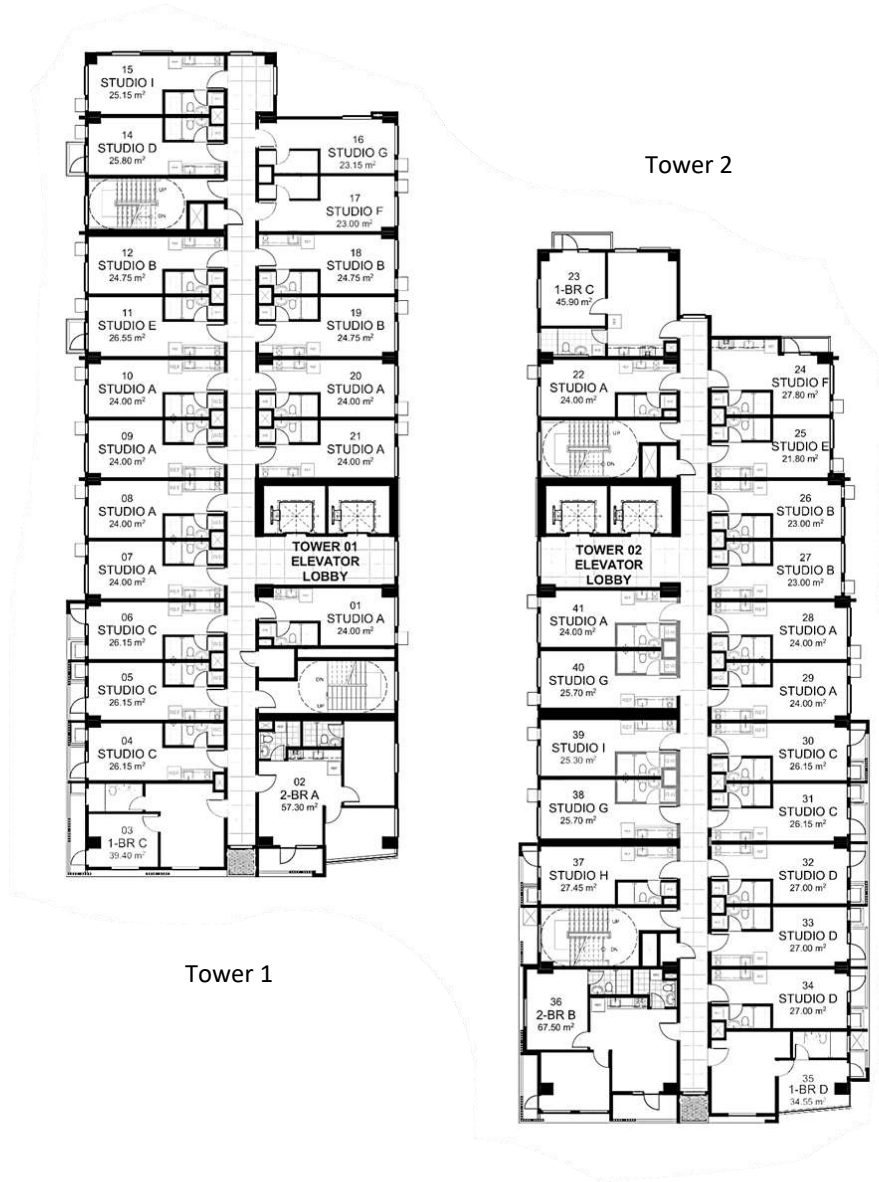 15
STUDIO I
25.15 m²
14
STUDIO D
25.80 m²
UP
DN
12
STUDIO B
24.75 m²
11
STUDIO E
26.55 m²
10
STUDIO A
24.00 m²
09
STUDIO A
24.00 m²
08
STUDIO A
24.00 m²
07
STUDIO A
24.00 m²
06
STUDIO C
26.15 m²
05
STUDIO C
26.15 m²
04
STUDIO C
26.15 m²
03
1-BR C
39.40 m²
16
STUDIO G
23.15 m²
17
STUDIO F
23.00 m²
18
STUDIO B
24.75 m²
19
STUDIO B
24.75 m²
20
STUDIO A
24.00 m²
21
STUDIO A
24.00 m²
TOWER 01
ELEVATOR
LOBBY
01
STUDIO A
24.00 m²
DN
UP
02
2-BR A
57.30 m²
Tower 1
Tower 2
23
1-BR C
45.90 m²
22
STUDIO A
24.00 m²
UP
DN
TOWER 02
ELEVATOR
LOBBY
41
STUDIO A
24.00 m²
40
STUDIO G
25.70 m²
39
STUDIO I
25.30 m²
38
STUDIO G
25.70 m²
37
STUDIO H
27.45 m²
UP
DN
36
2-BR B
67.50 m²
24
STUDIO F
27.80 m²
25
STUDIO E
21.80 m²
26
STUDIO B
23.00 m²
27
STUDIO B
23.00 m²
28
STUDIO A
24.00 m²
29
STUDIO A
24.00 m²
30
STUDIO C
26.15 m²
31
STUDIO C
26.15 m²
32
STUDIO D
27.00 m²
33
STUDIO D
27.00 m²
34
STUDIO D
27.00 m²
35
1-BR D
34.55 m²